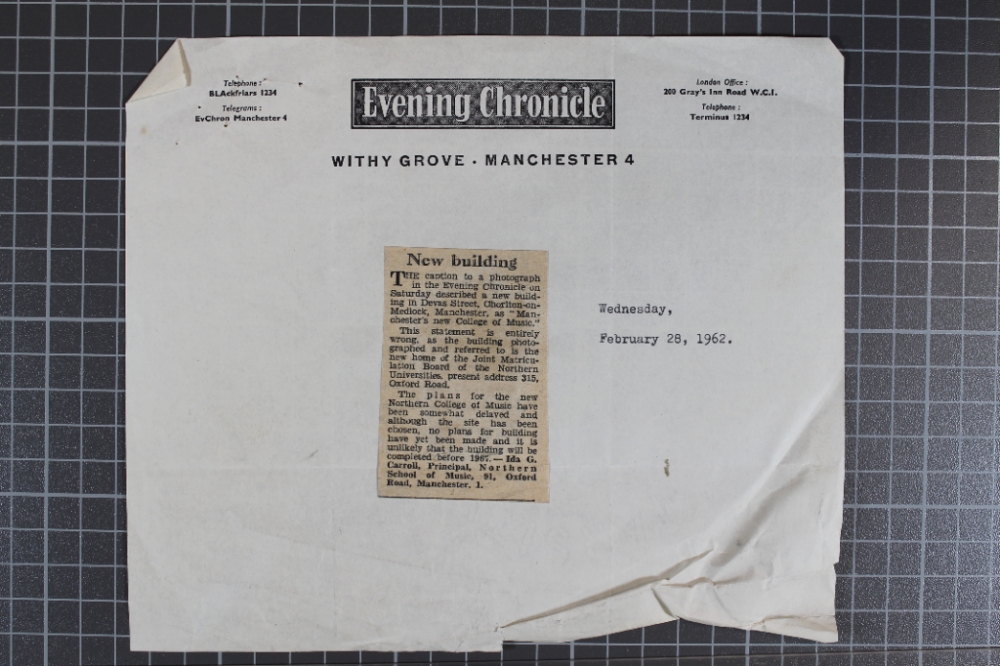 Telephone :
BLAckfriars 1234
Telegrams :
EvChron Manchester 4
Evening Chronicle
London Office :
200 Gray's Inn Road W.C.1.
Telephone :
Terminus 1234
WITHY GROVE · MANCHESTER 4
New building
THE caption to a photograph
in the Evening Chronicle on
Saturday described a new build-
ing in Devas Street, Chorlton-on-
Medlock, Manchester, as "Man-
chester's new College of Music."
This statement is entirely
wrong, as the building photo-
graphed and referred to is the
new home of the Joint Matricu-
lation Board of the Northern
Universities, present address 315,
Oxford Road.
The plans for the new
Northern College of Music have
been somewhat delayed and
although the site has been
chosen, no plans for building
have yet been made and it is
unlikely that the building will be
completed before 1967.— Ida G.
Carroll, Principal, Northern
School of Music, 91, Oxford
Road, Manchester, 1.
Wednesday,
February 28, 1962.